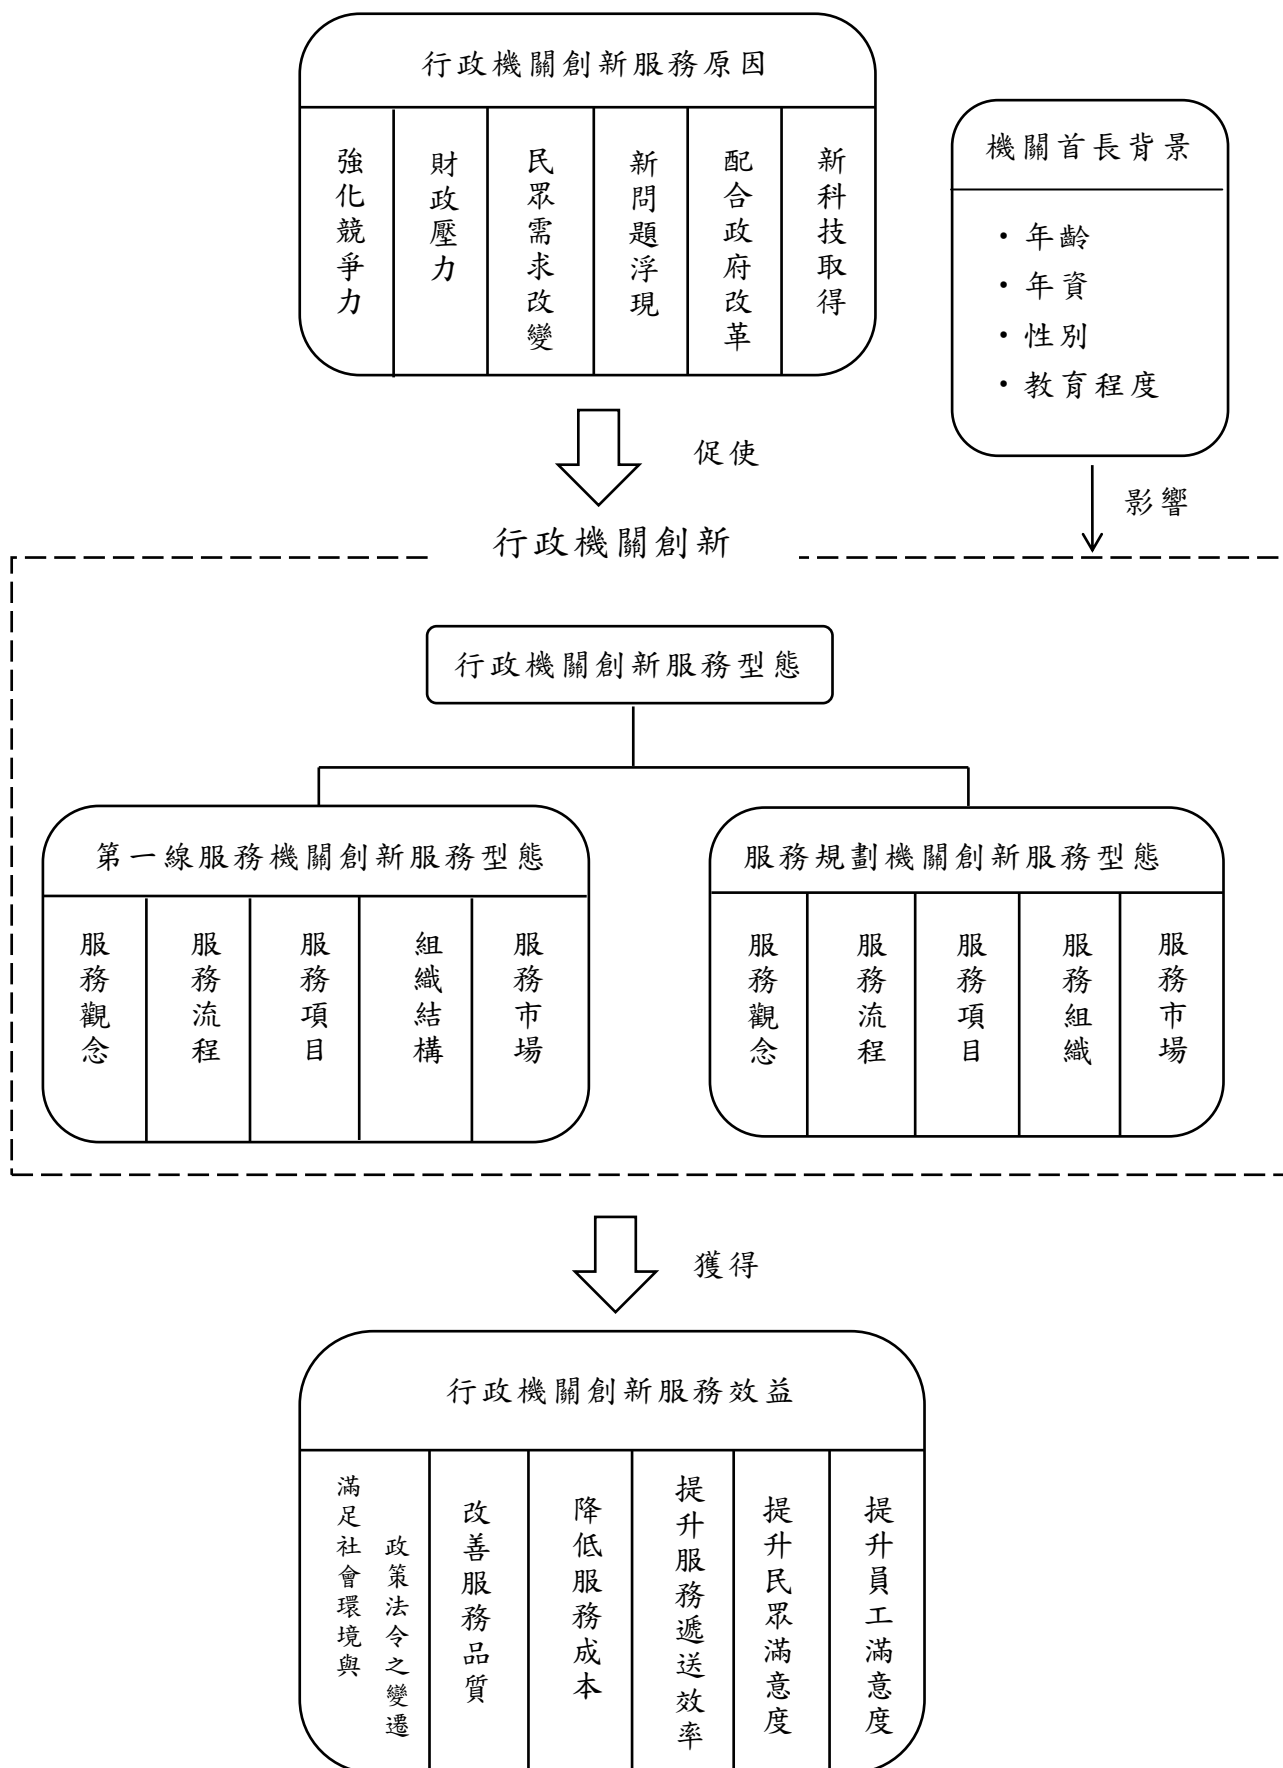 行政機關創新服務原因
強化競爭力
財政壓力
民眾需求改變
新問題浮現
配合政府改革
新科技取得
機關首長背景
・年齡
・年資
・性別
・教育程度
促使
影響
行政機關創新
行政機關創新服務型態
第一線服務機關創新服務型態
服務觀念
服務流程
服務項目
組織結構
服務市場
服務規劃機關創新服務型態
服務觀念
服務流程
服務項目
服務組織
服務市場
獲得
行政機關創新服務效益
滿足社會環境與
政策法令之變遷
改善服務品質
降低服務成本
提升服務遞送效率
提升民眾滿意度
提升員工滿意度